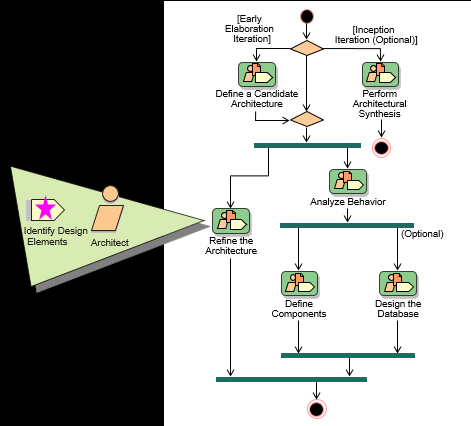 [Early
Elaboration
Iteration]
[Inception
Iteration (Optional)]
Define a Candidate
Architecture
Perform
Architectural
Synthesis
Analyze Behavior
Identify Design
Elements
Architect
Refine the
Architecture
(Optional)
Define
Components
Design the
Database